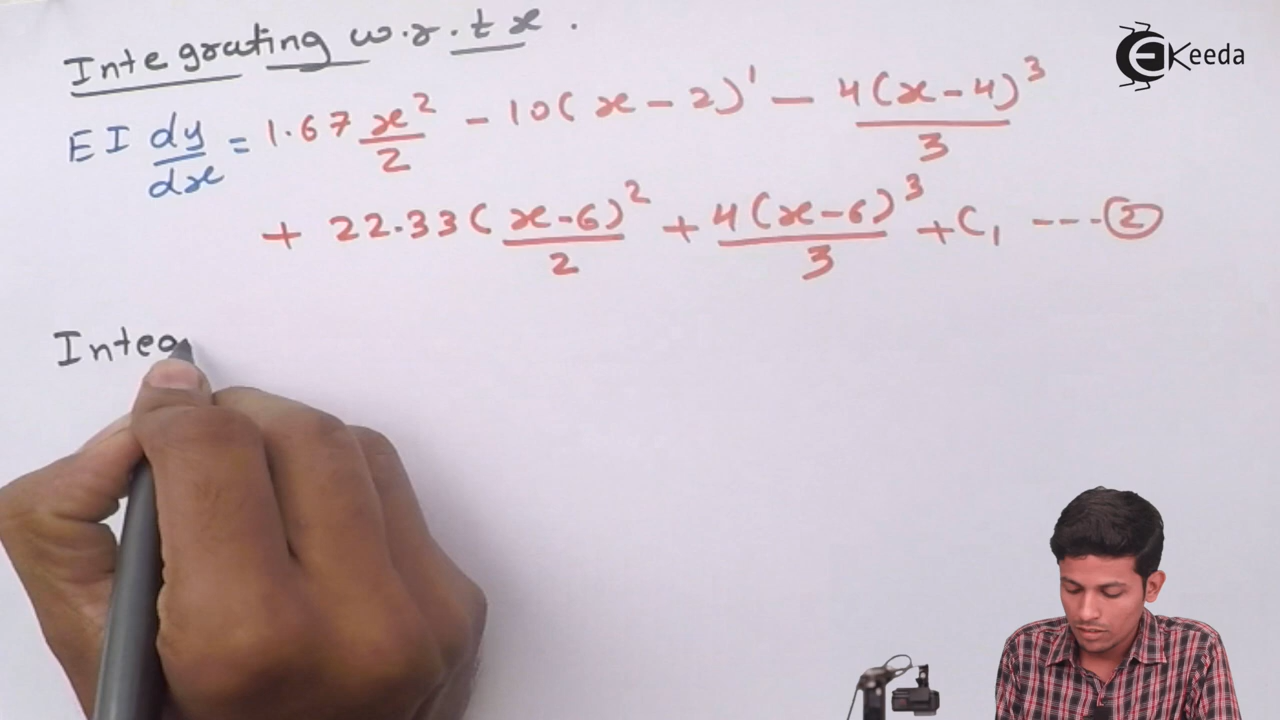 Integrating w.r.t x.
EKeeda
EI dy/dx = 1.67 x²/2 - 10(x-2)¹ - 4(x-4)³/3
+ 22.33(x-6)²/2 + 4(x-6)³/3 + C₁ ---②
Integ